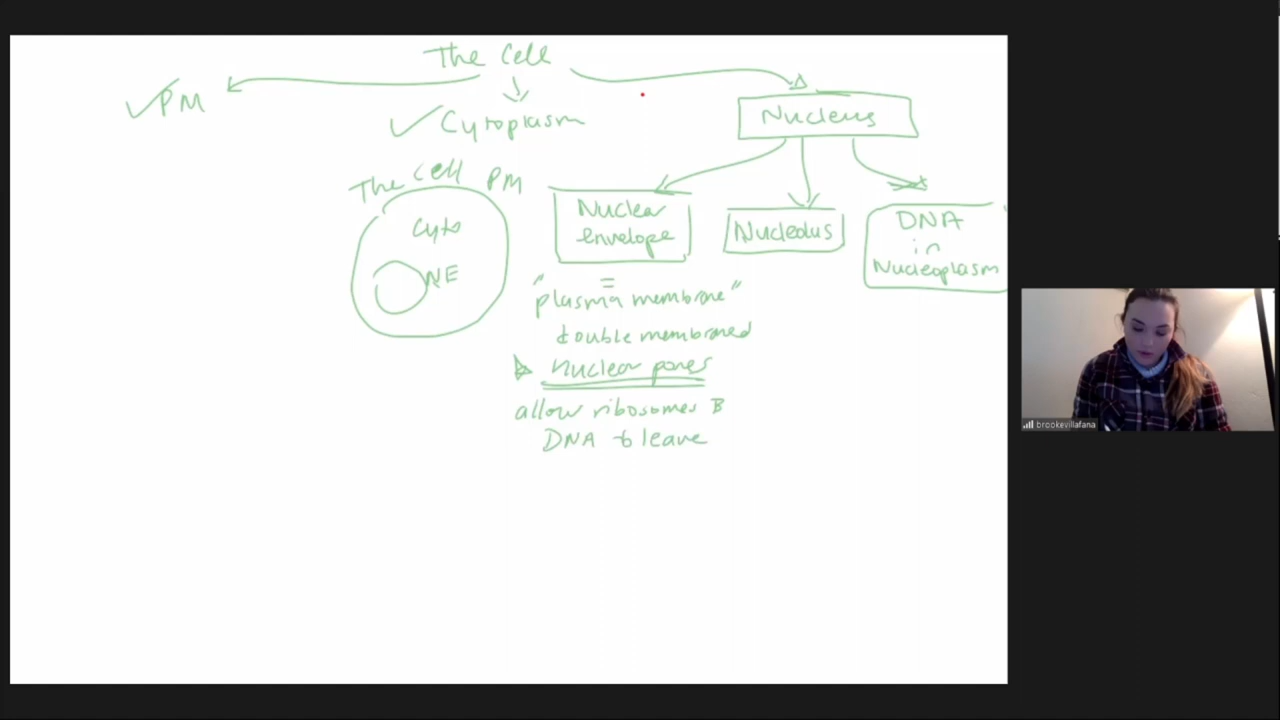 The Cell
PM
Cytoplasm
Nucleus
The Cell PM
Cyto
NE
Nuclear
envelope
Nucleolus
DNA
in
Nucleoplasm
=
"plasma membrane"
double membraned
nuclear pores
allow ribosomes
DNA to leave
brookevillafana